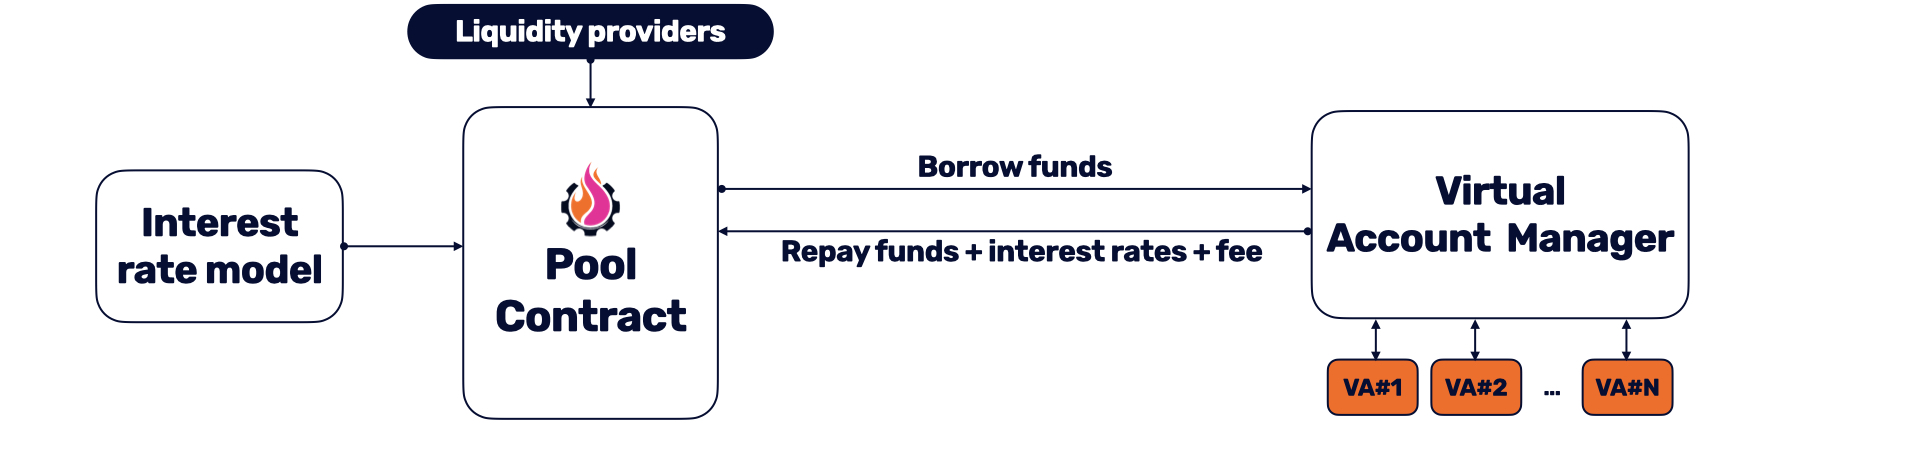 Liquidity providers
Interest
rate model
Pool
Contract
Borrow funds
Repay funds + interest rates + fee
Virtual
Account Manager
VA#1
VA#2
...
VA#N